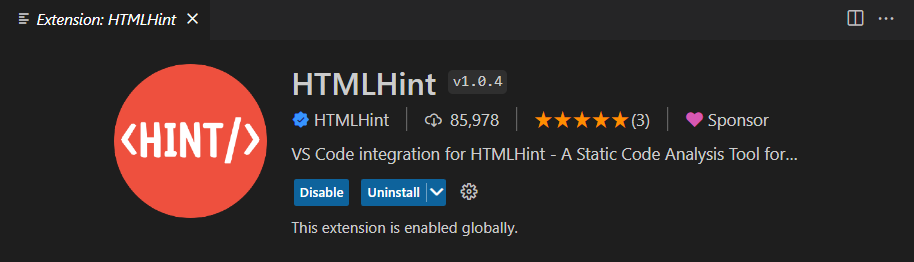 Extension: HTMLHint
<HINT/>
HTMLHint v1.0.4
HTMLHint 85,978 (3) Sponsor
VS Code integration for HTMLHint - A Static Code Analysis Tool for...
Disable Uninstall
This extension is enabled globally.